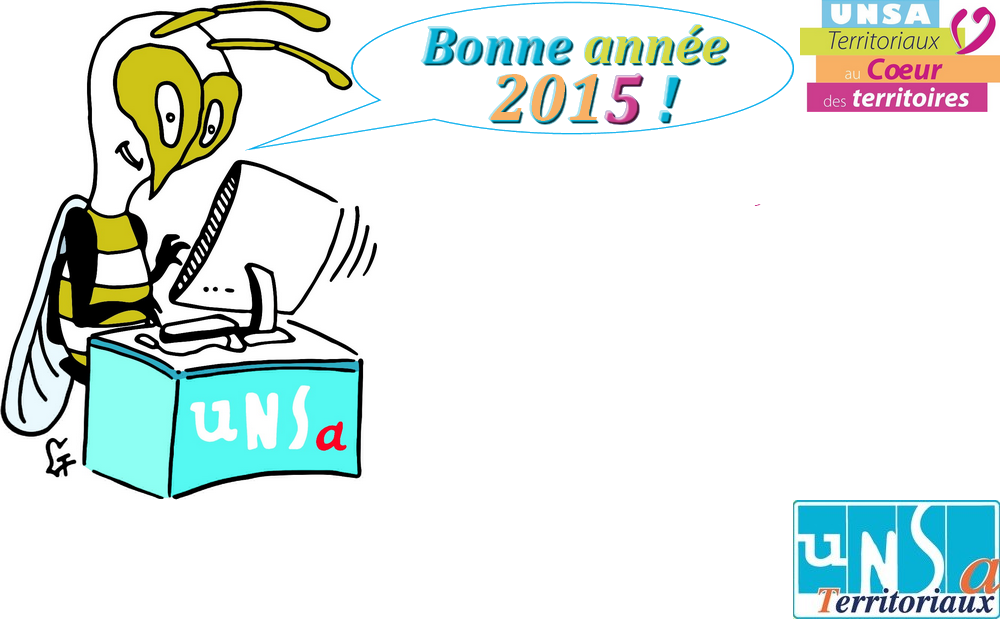 Bonne année
2015 !
UNSA
Territoriaux
au Coeur
des territoires
uNSa
uNSa
Territoriaux